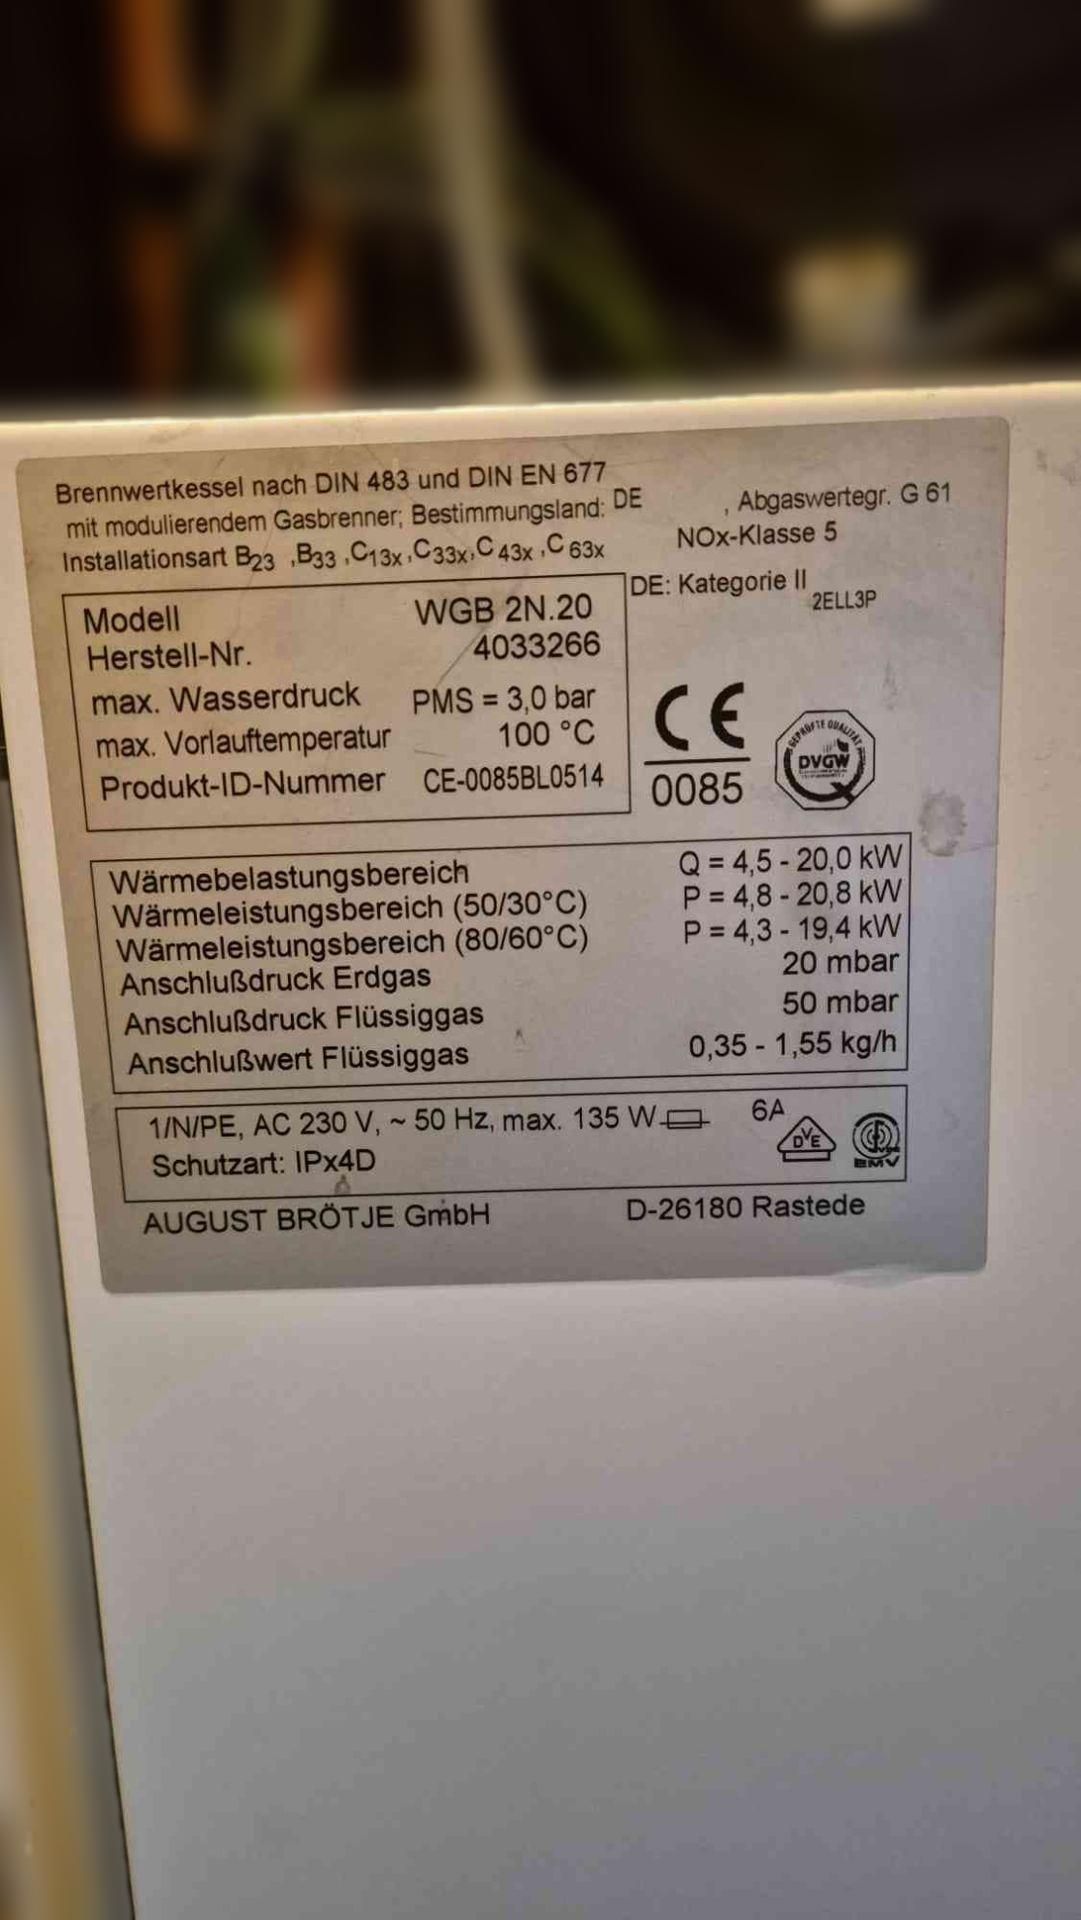 Brennwertkessel nach DIN 483 und DIN EN 677
mit modulierendem Gasbrenner; Bestimmungsland: DE , Abgaswertegr. G 61
Installationsart B23 ,B33 ,C13x ,C33x,C 43x ,C 63x NOx-Klasse 5
DE: Kategorie II 2ELL3P
Modell WGB 2N.20
Herstell-Nr. 4033266
max. Wasserdruck PMS = 3,0 bar
max. Vorlauftemperatur 100 °C
Produkt-ID-Nummer CE-0085BL0514
CE
0085
GEPRÜFTE QUALITÄT
DVGW
Wärmebelastungsbereich Q = 4,5 - 20,0 kW
Wärmeleistungsbereich (50/30°C) P = 4,8 - 20,8 kW
Wärmeleistungsbereich (80/60°C) P = 4,3 - 19,4 kW
Anschlußdruck Erdgas 20 mbar
Anschlußdruck Flüssiggas 50 mbar
Anschlußwert Flüssiggas 0,35 - 1,55 kg/h
1/N/PE, AC 230 V, ~ 50 Hz, max. 135 W 6A
DVE
EMV
Schutzart: IPx4D
AUGUST BRÖTJE GmbH D-26180 Rastede